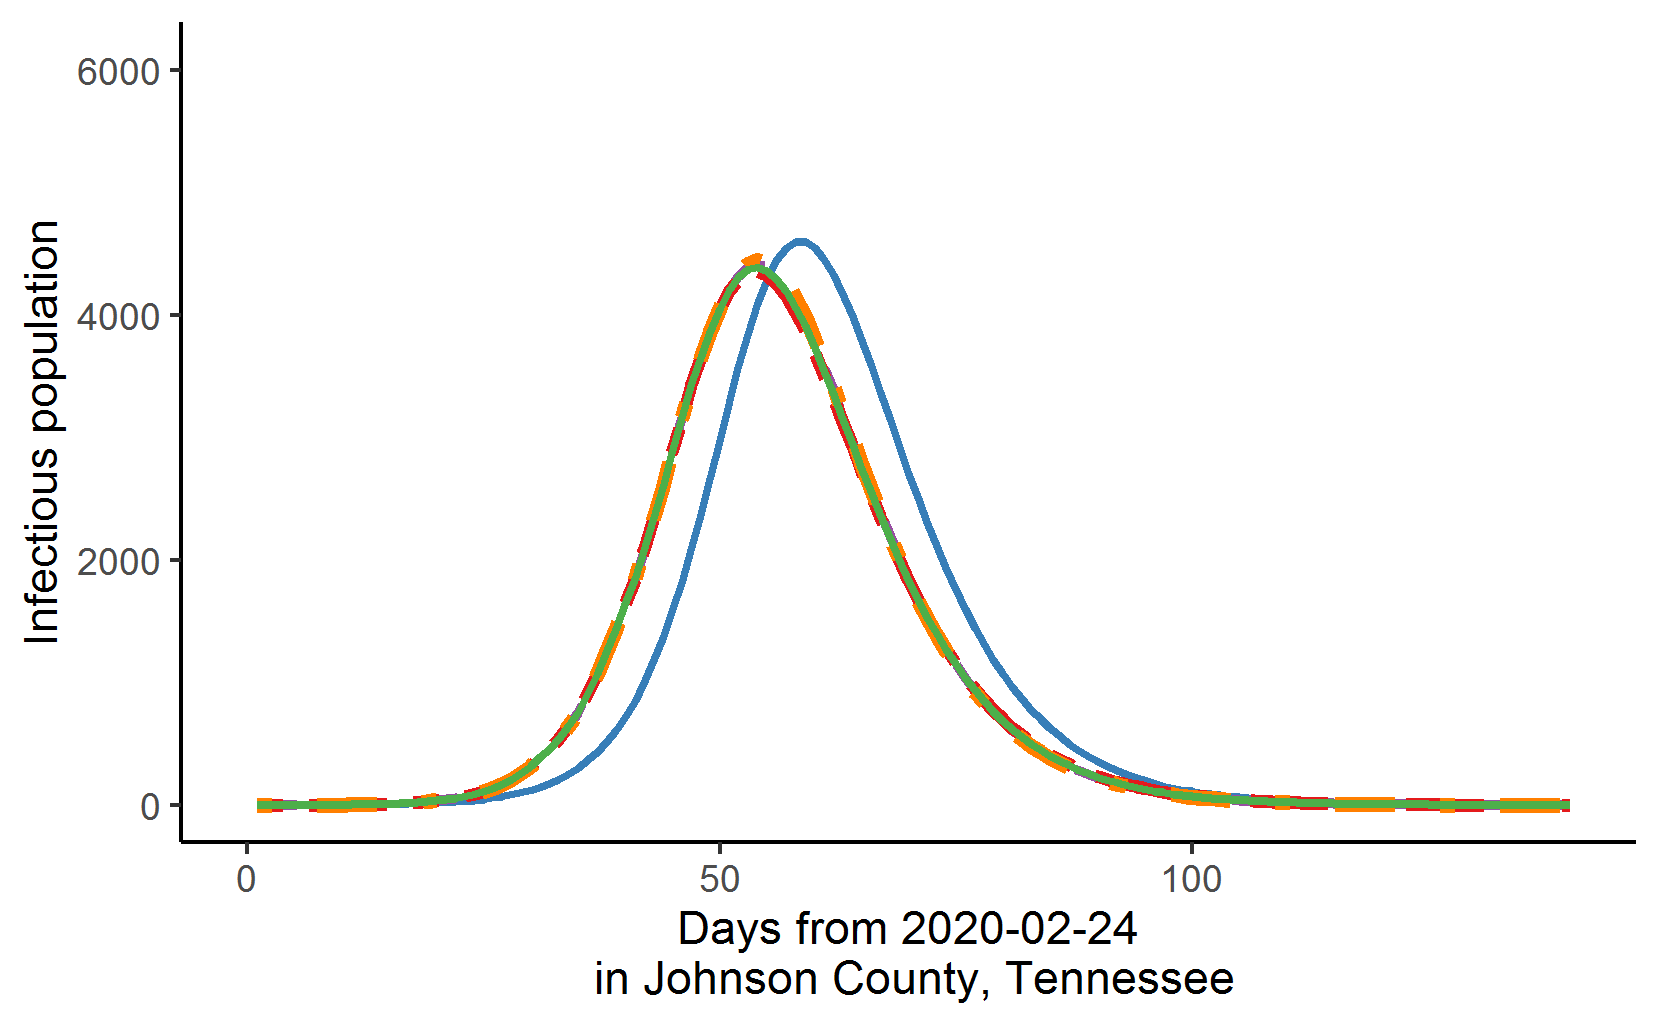 Infectious population
6000
4000
2000
0
0 50 100
Days from 2020-02-24
in Johnson County, Tennessee